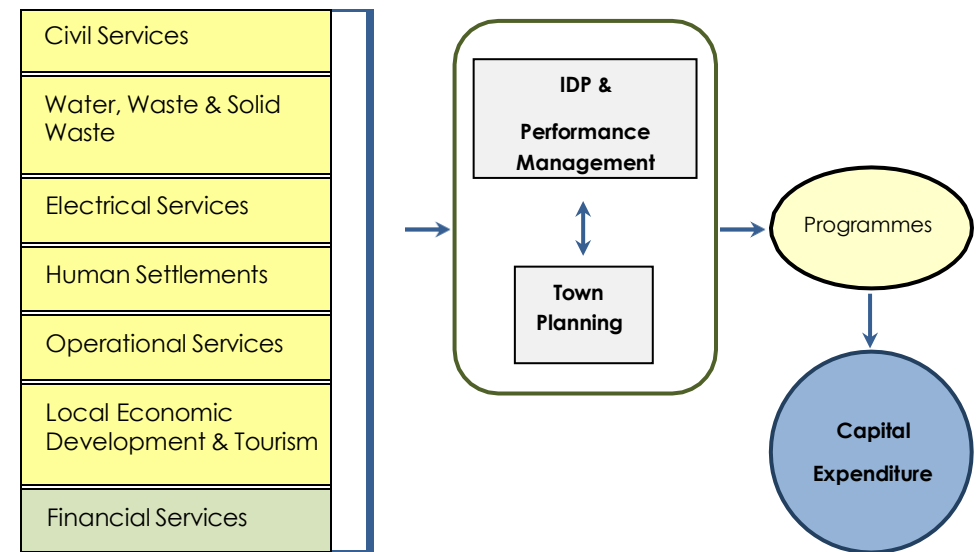 Civil Services
Water, Waste & Solid
Waste
Electrical Services
Human Settlements
Operational Services
Local Economic
Development & Tourism
Financial Services
IDP &
Performance
Management
Town
Planning
Programmes
Capital
Expenditure